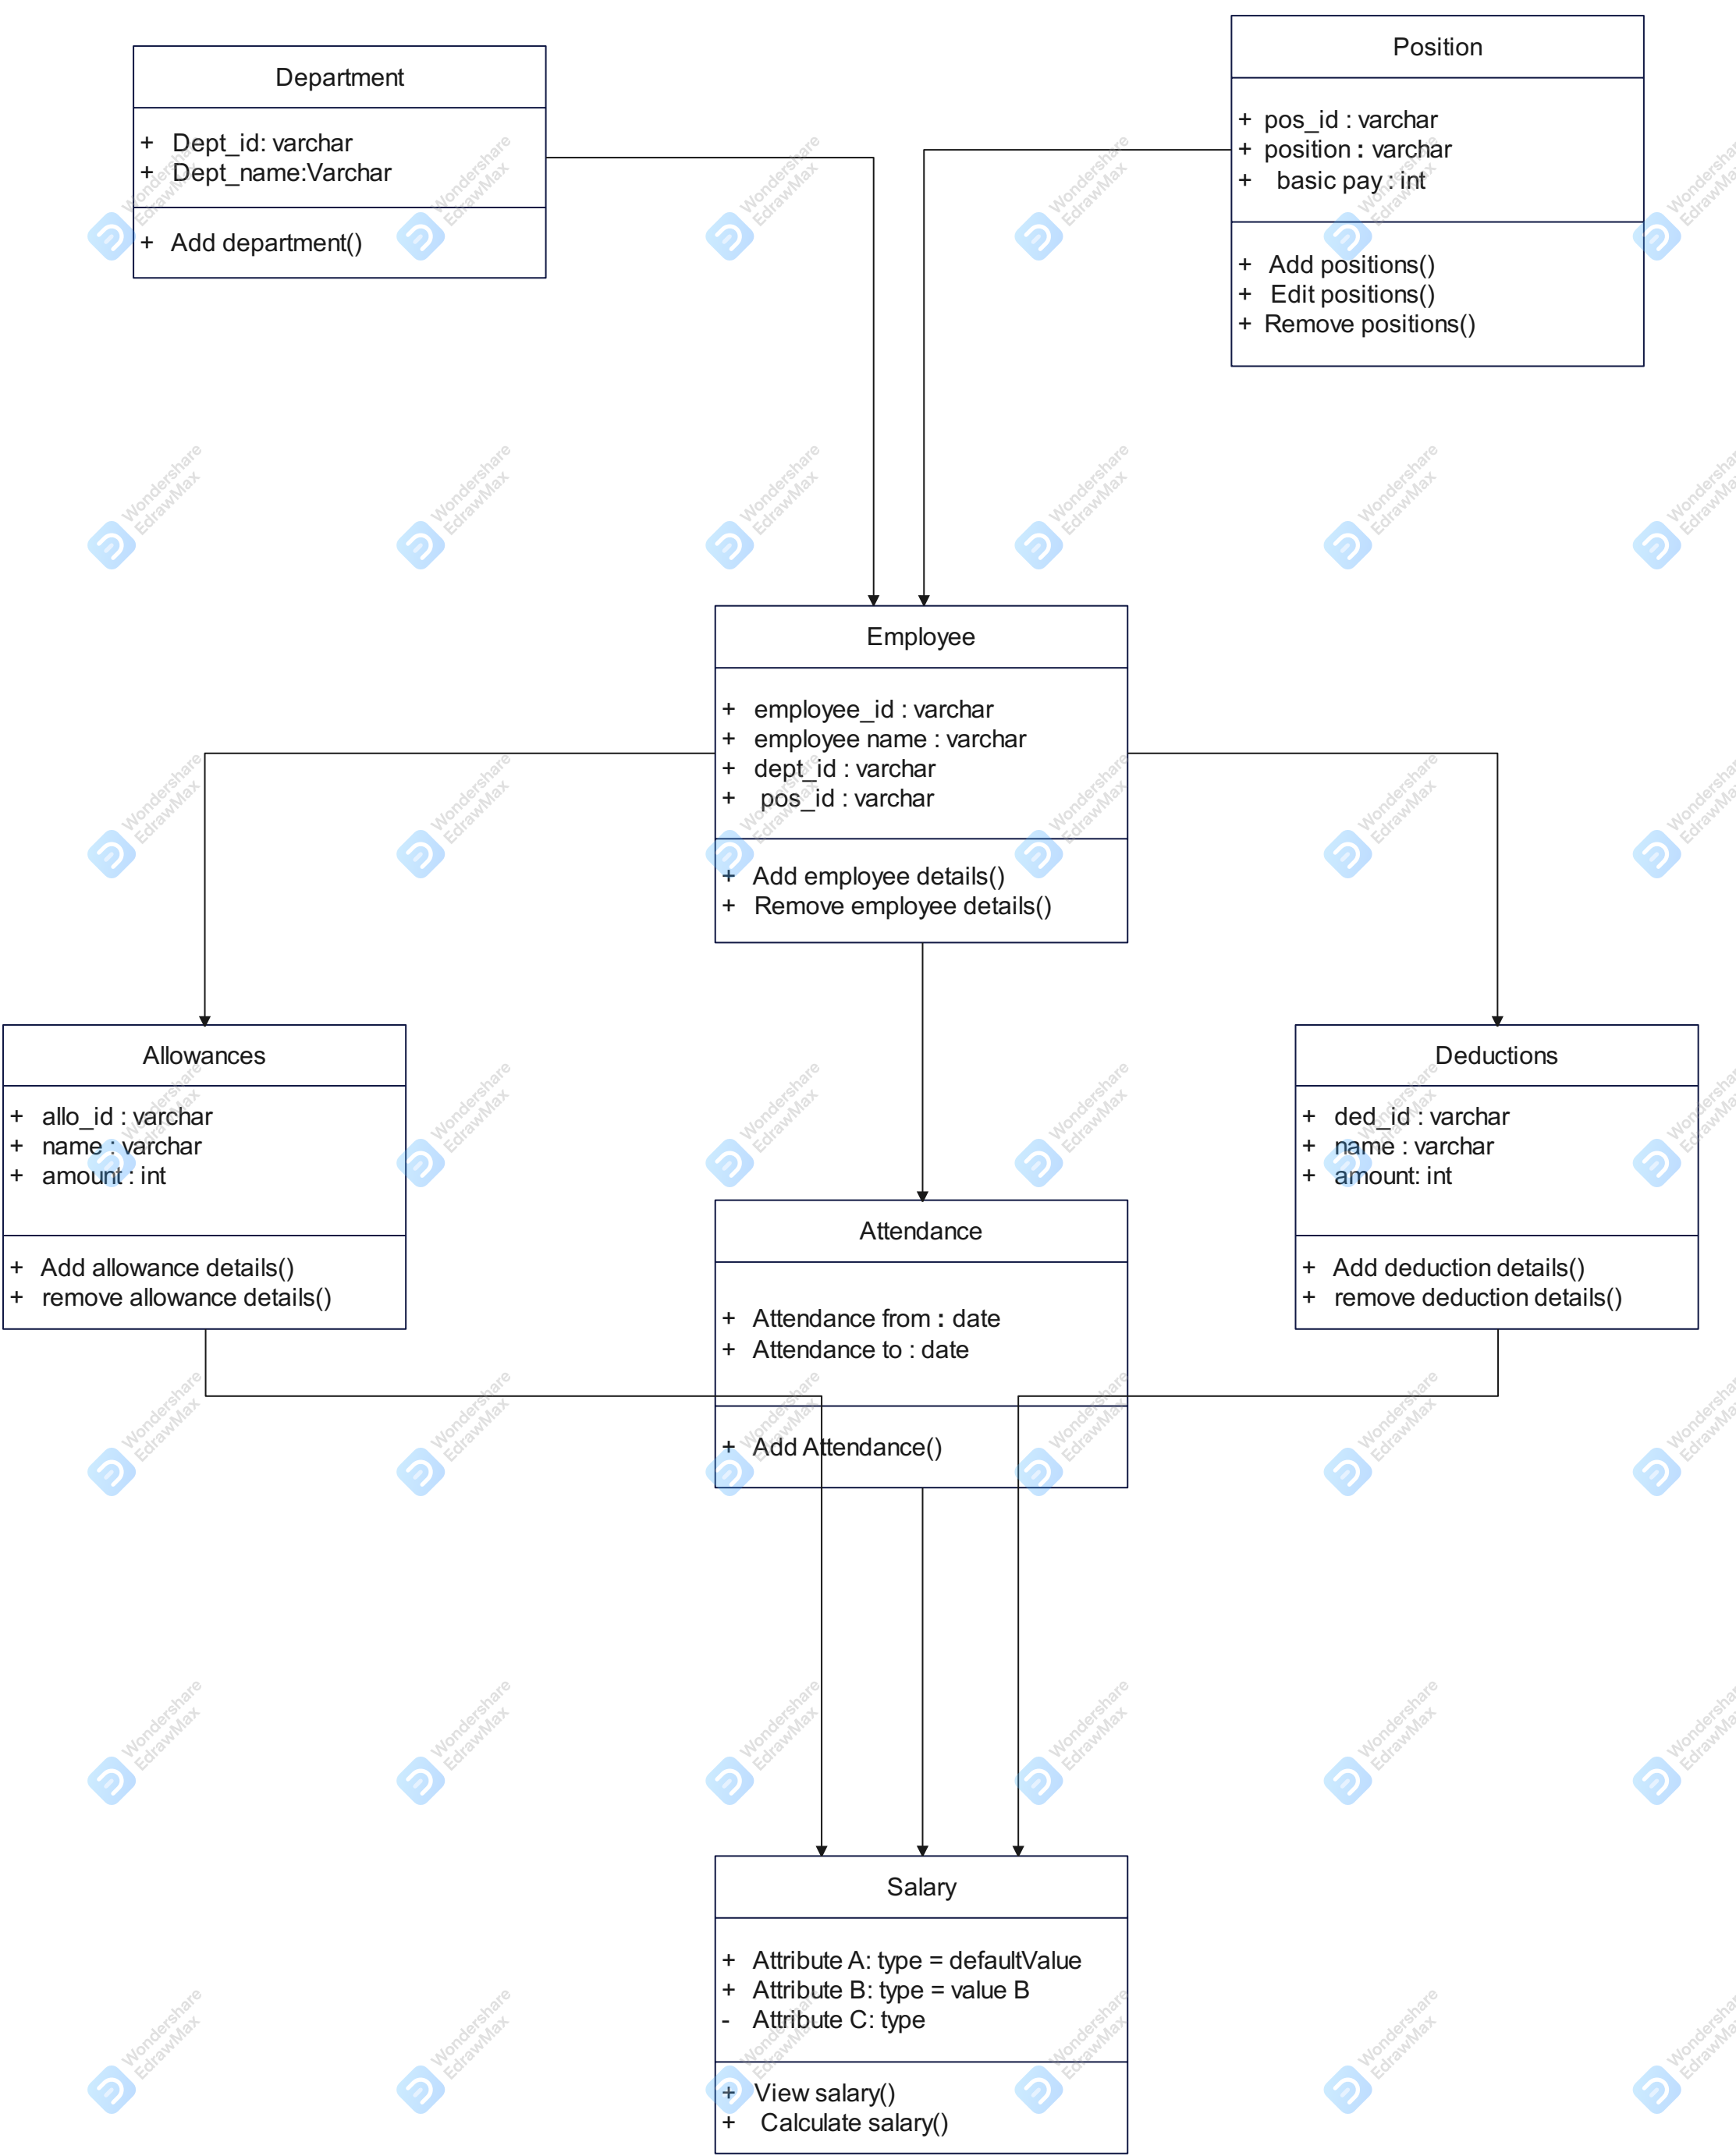 Department
+ Dept_id: varchar
+ Dept_name:Varchar
+ Add department()
Position
+ pos_id : varchar
+ position : varchar
+ basic pay : int
+ Add positions()
+ Edit positions()
+ Remove positions()
Employee
+ employee_id : varchar
+ employee name : varchar
+ dept_id : varchar
+ pos_id : varchar
+ Add employee details()
+ Remove employee details()
Allowances
+ allo_id : varchar
+ name : varchar
+ amount : int
+ Add allowance details()
+ remove allowance details()
Deductions
+ ded_id : varchar
+ name : varchar
+ amount: int
+ Add deduction details()
+ remove deduction details()
Attendance
+ Attendance from : date
+ Attendance to : date
+ Add Attendance()
Salary
+ Attribute A: type = defaultValue
+ Attribute B: type = value B
- Attribute C: type
+ View salary()
+ Calculate salary()
Wondershare
EdrawMax